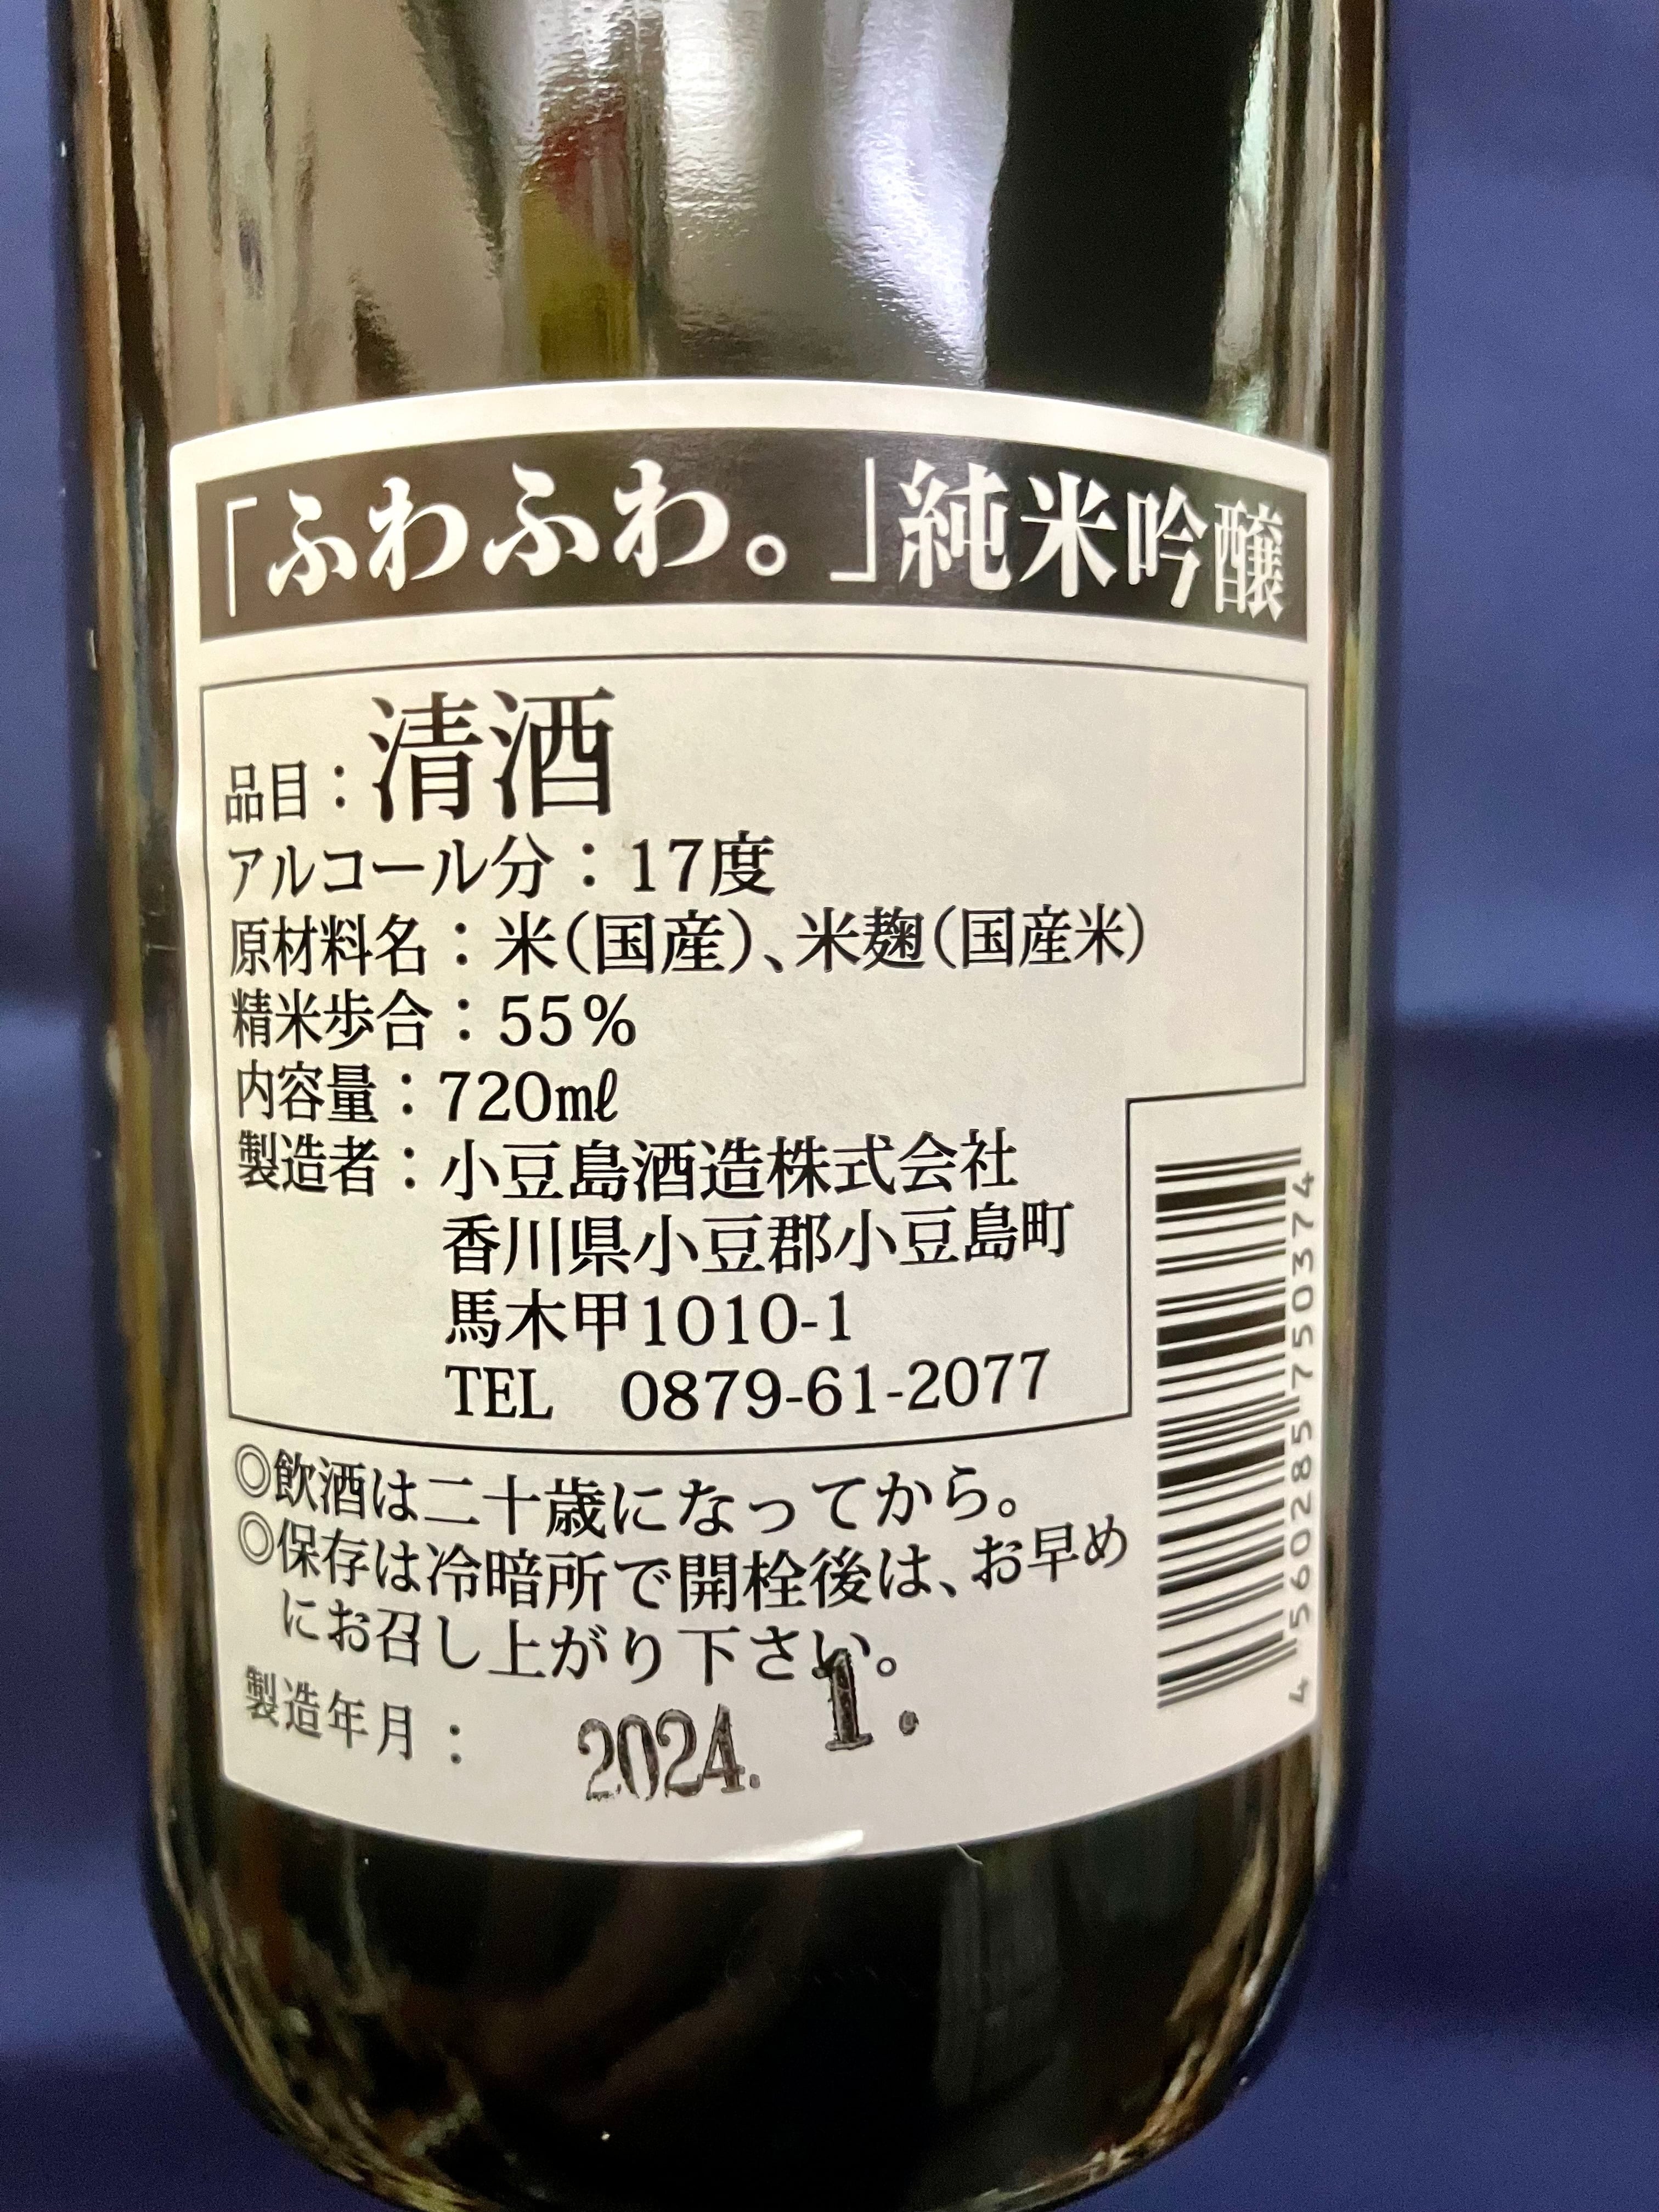 「ふわふわ。」純米吟醸
品目：清酒
アルコール分：17度
原材料名：米（国産）、米麹（国産米）
精米歩合：55％
内容量：720㎖
製造者：小豆島酒造株式会社
香川県小豆郡小豆島町
馬木甲1010-1
TEL　0879-61-2077
◎飲酒は二十歳になってから。
◎保存は冷暗所で開栓後は、お早め
にお召し上がり下さい。
製造年月：　2024. 1.
4 560285 750374